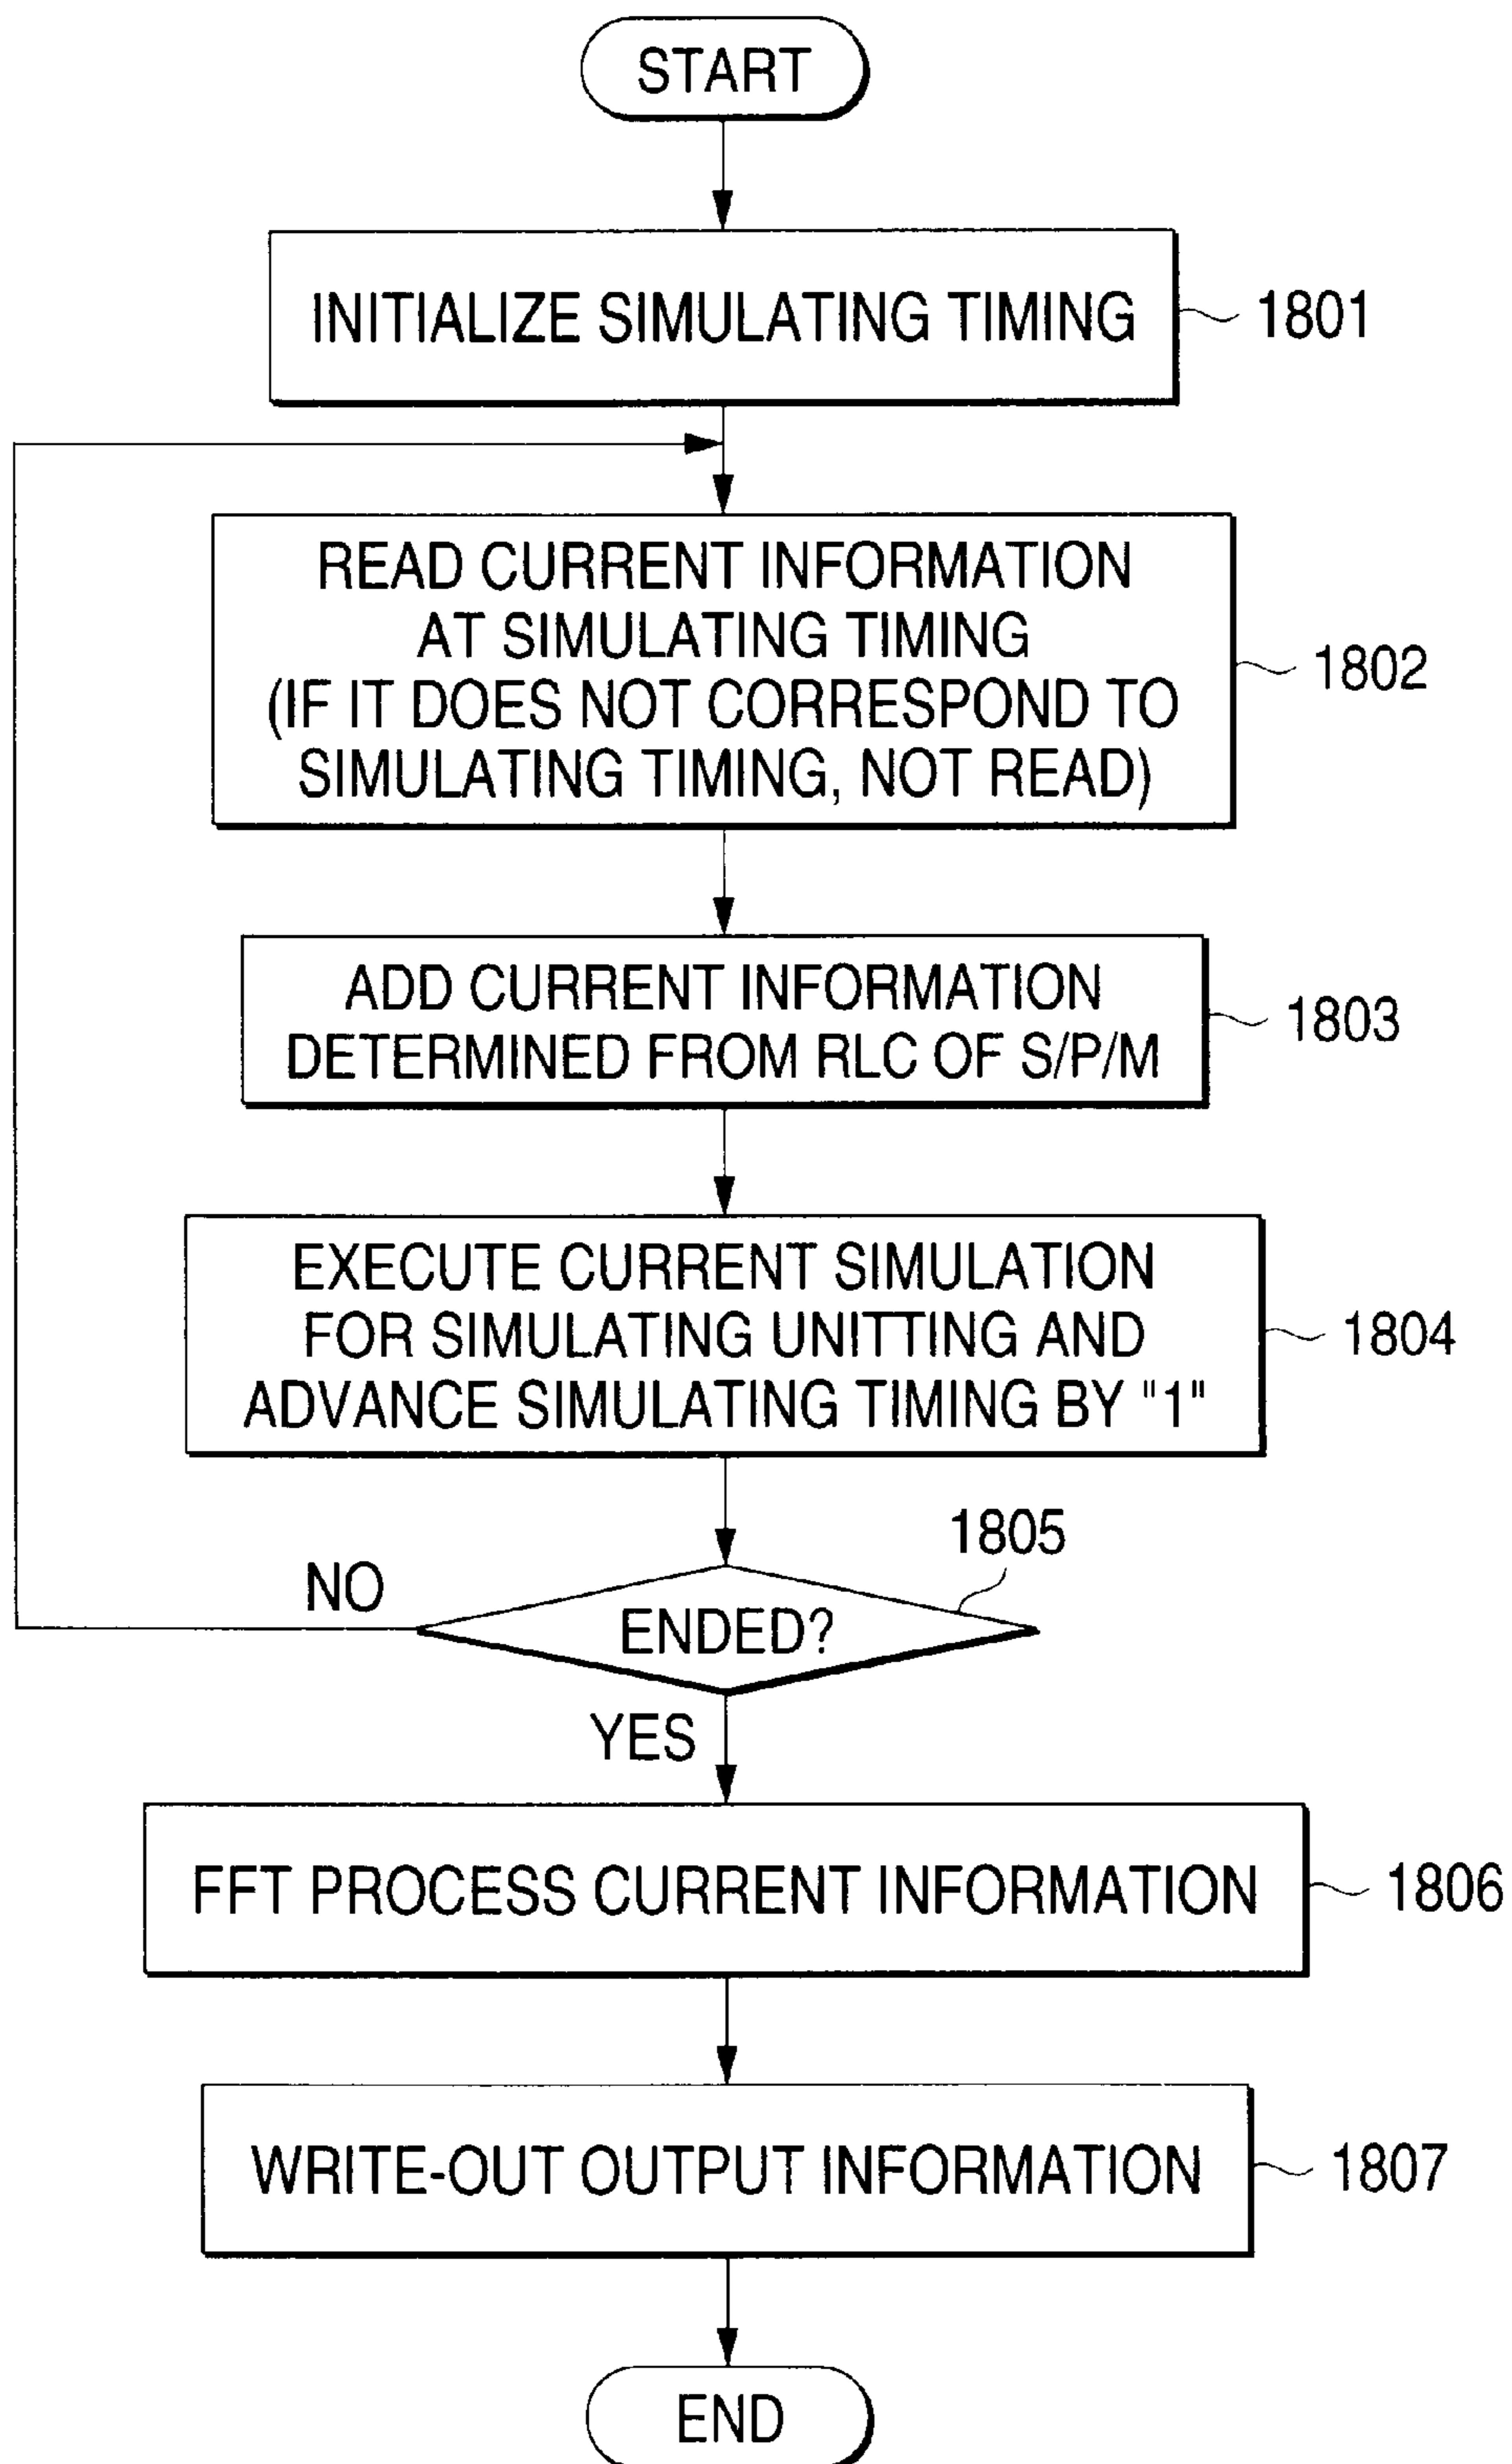 START
INITIALIZE SIMULATING TIMING
1801
READ CURRENT INFORMATION
AT SIMULATING TIMING
(IF IT DOES NOT CORRESPOND TO
SIMULATING TIMING, NOT READ)
1802
ADD CURRENT INFORMATION
DETERMINED FROM RLC OF S/P/M
1803
EXECUTE CURRENT SIMULATION
FOR SIMULATING UNITTING AND
ADVANCE SIMULATING TIMING BY "1"
1804
1805
NO
ENDED?
YES
FFT PROCESS CURRENT INFORMATION
1806
WRITE-OUT OUTPUT INFORMATION
1807
END